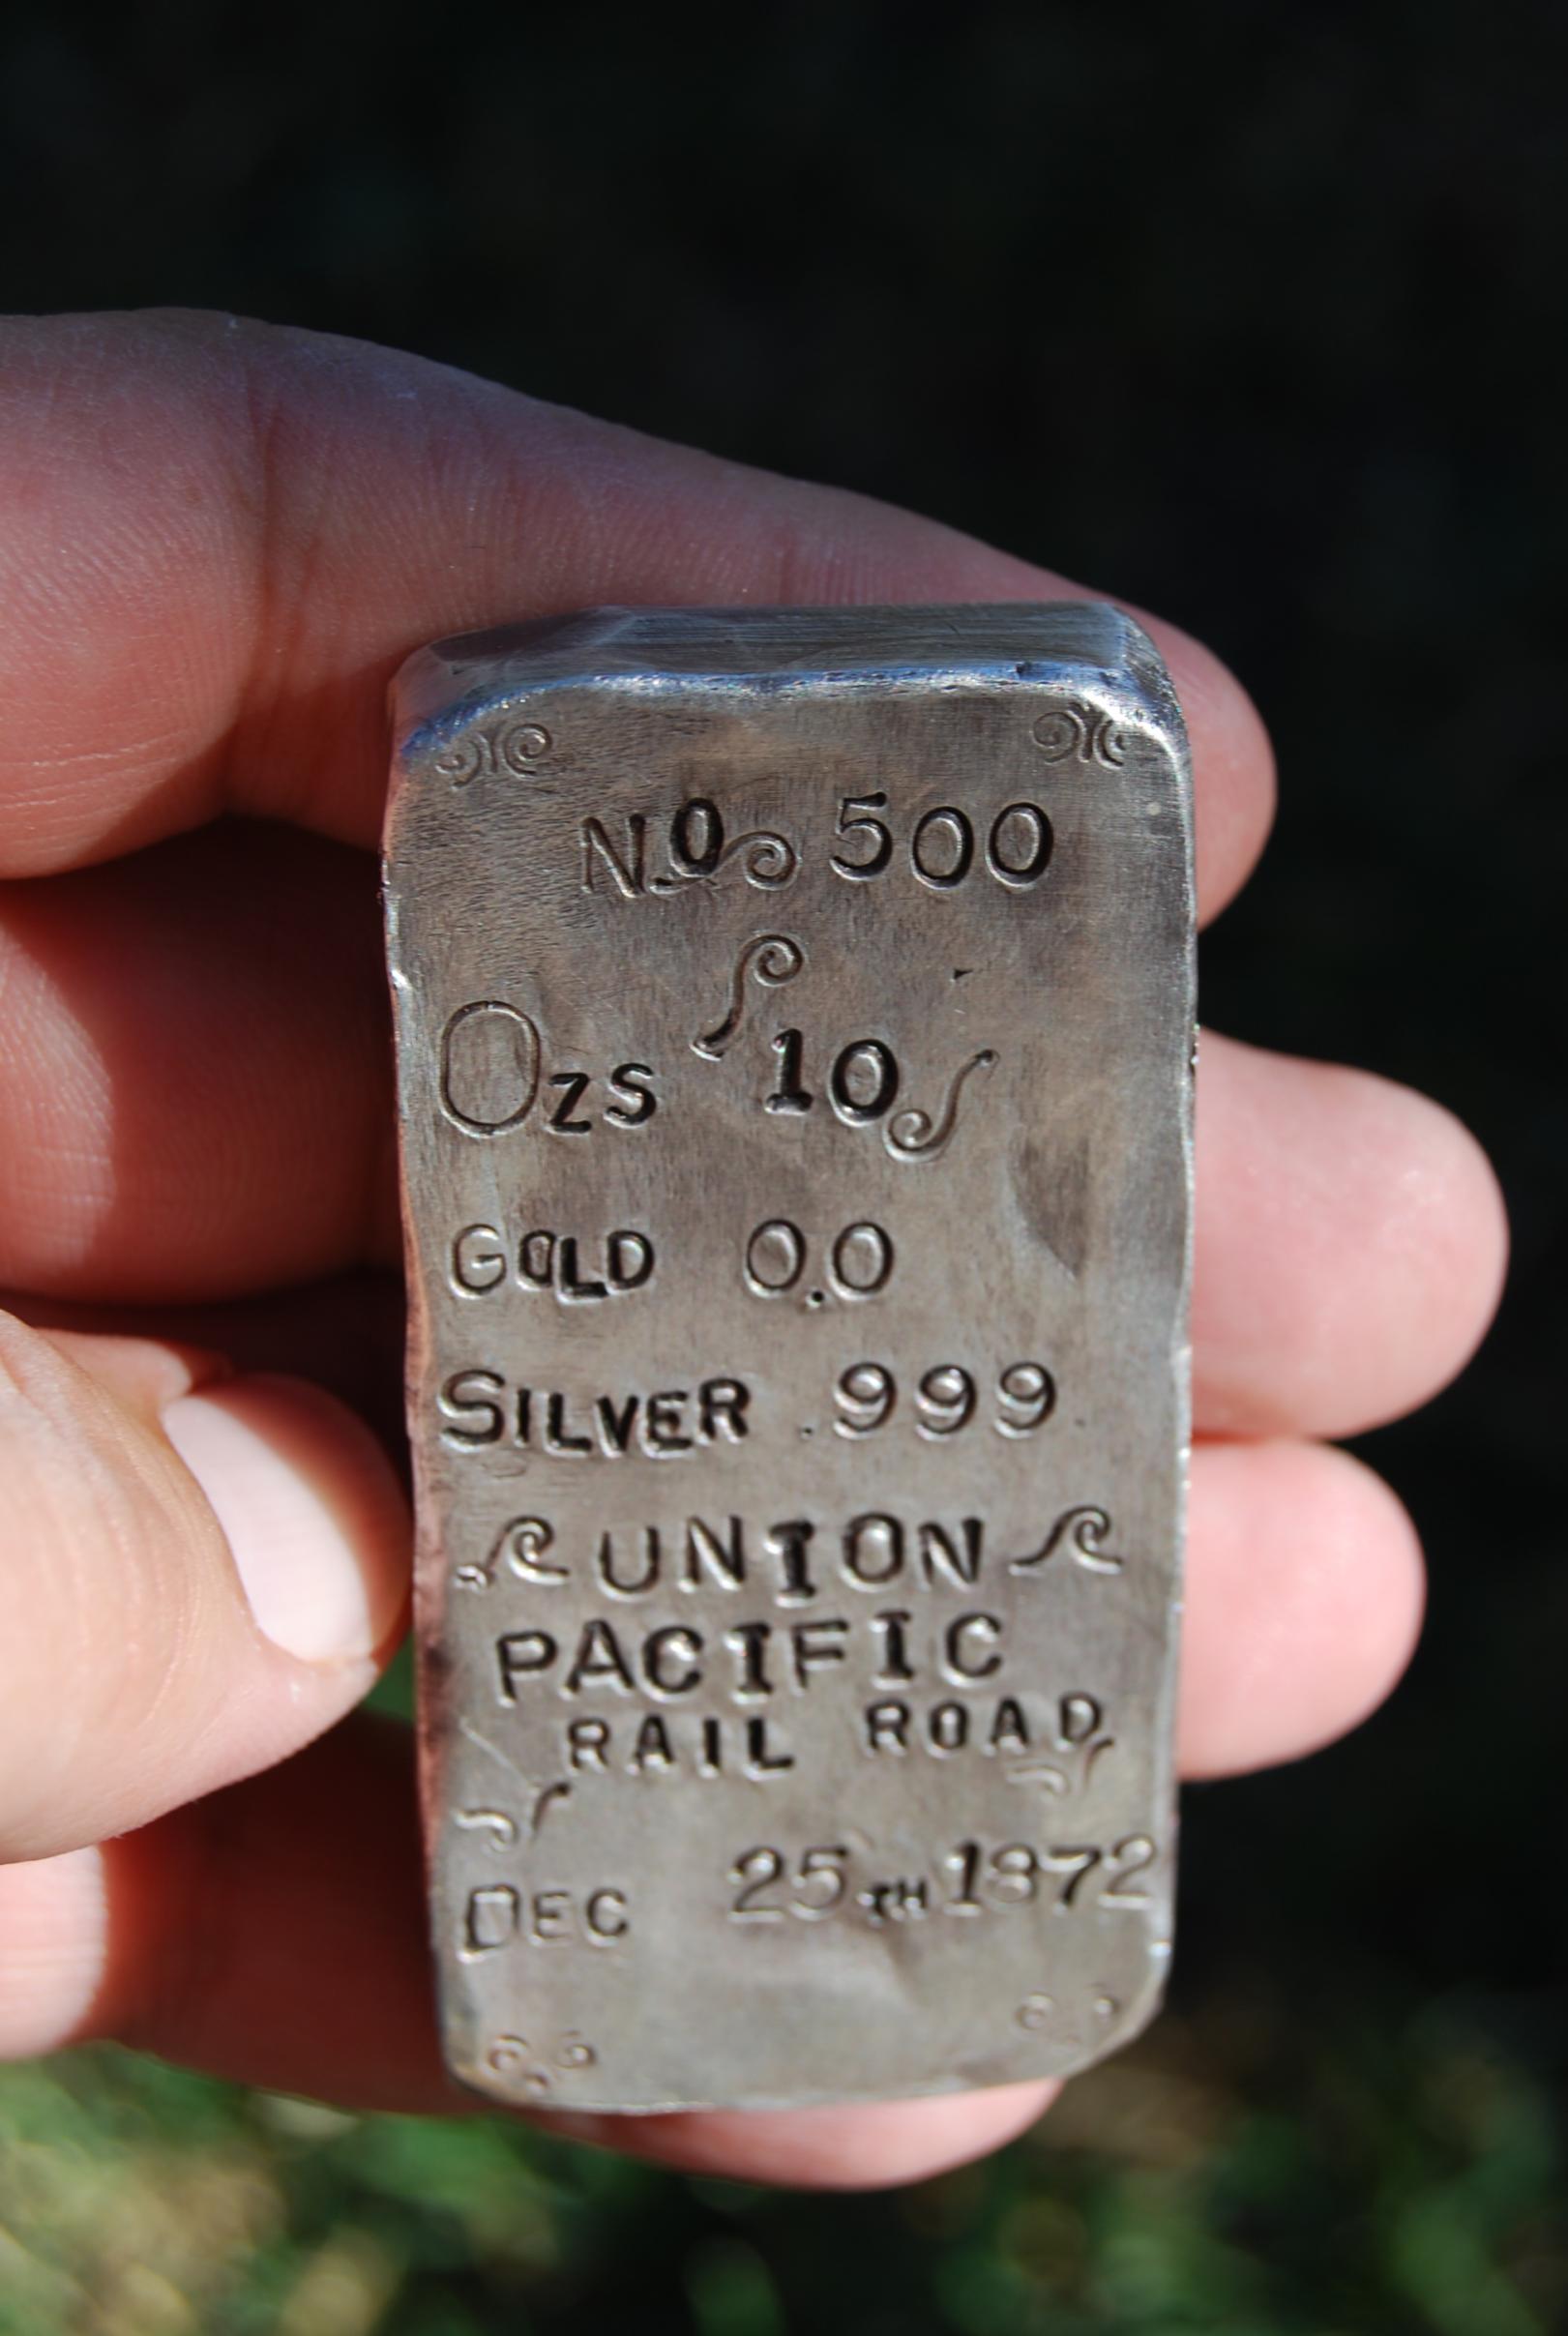 No 500
Ozs 10
GOLD 0.0
SILVER .999
UNION
PACIFIC
RAIL ROAD
DEC 25TH 1872